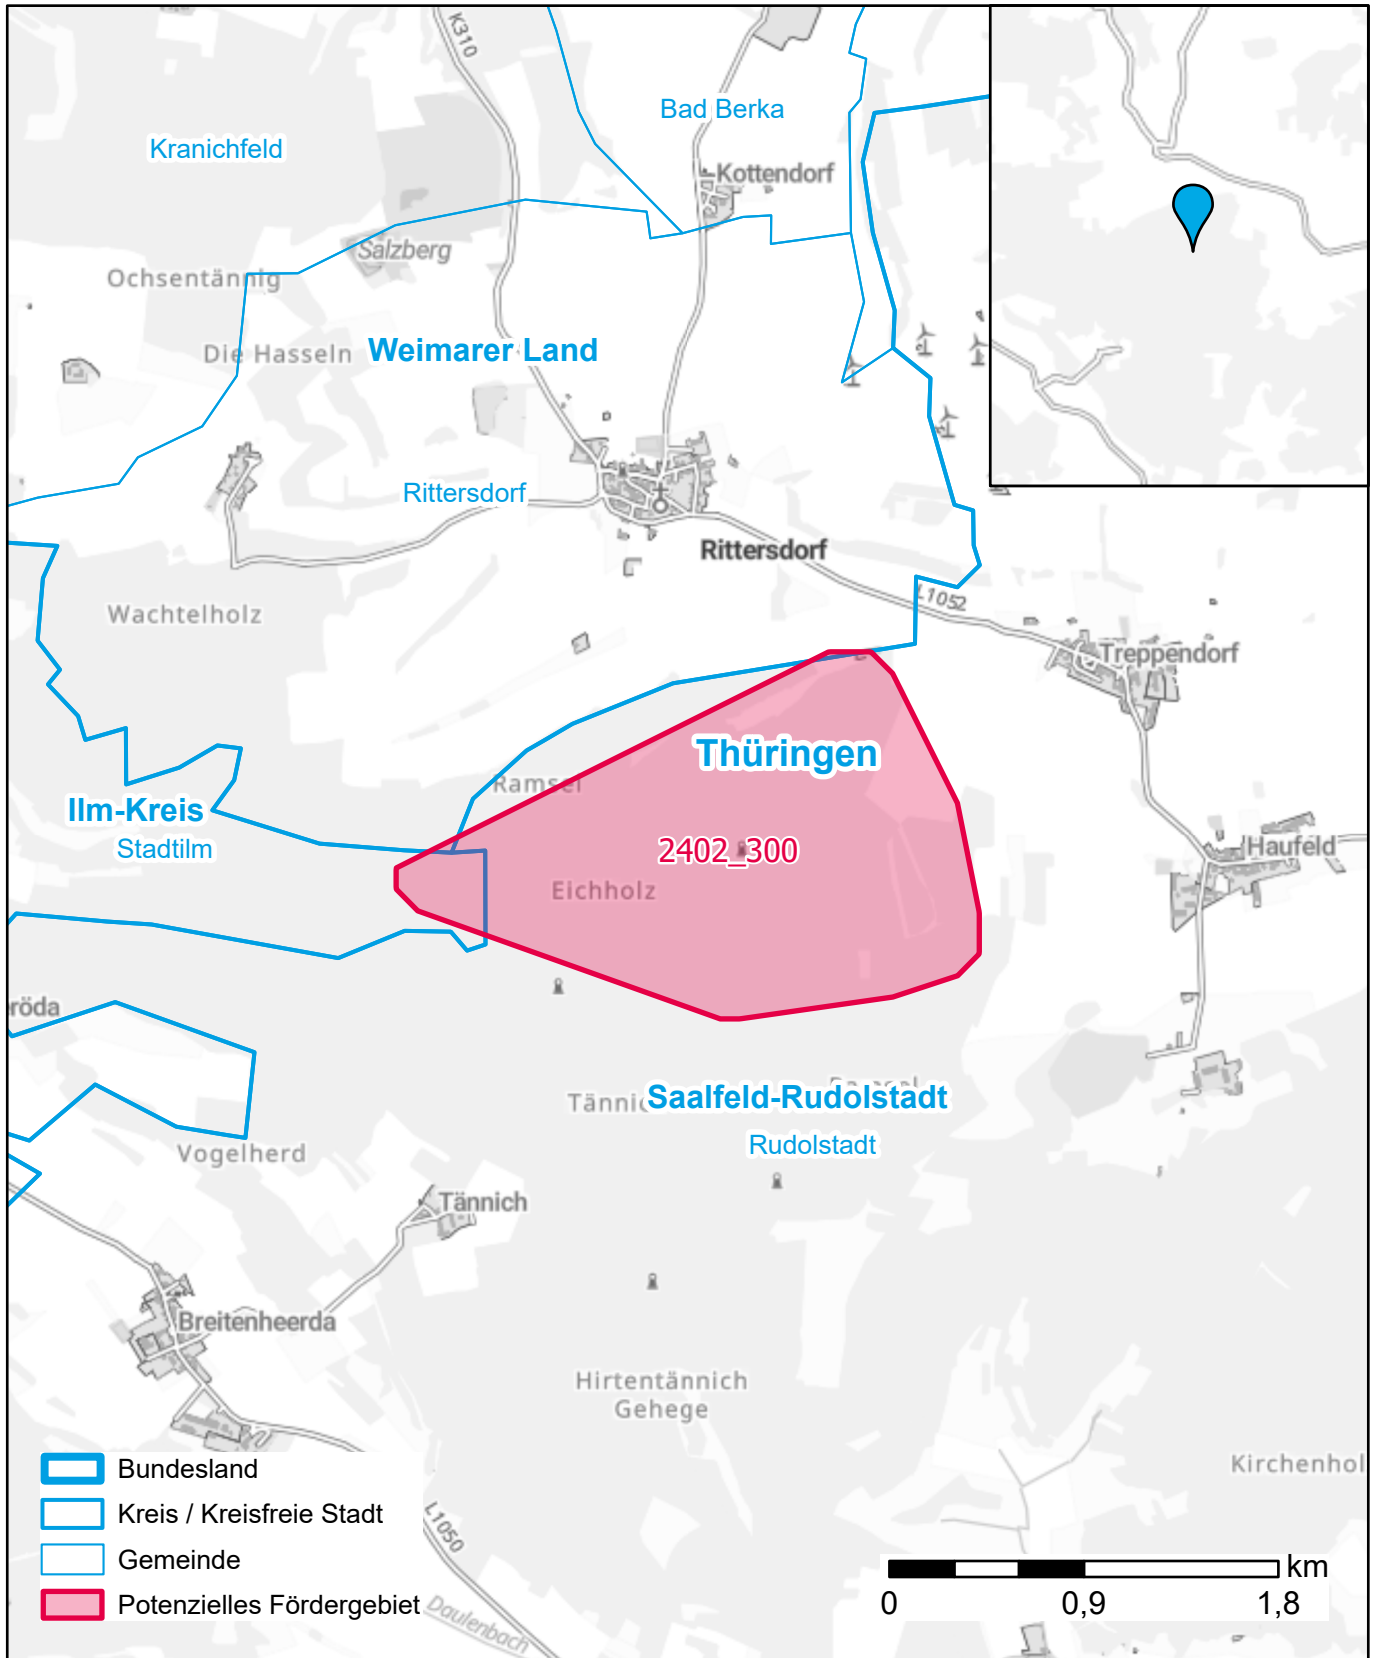 K310
Bad Berka
Kranichfeld
Kottendorf
Salzberg
Ochsentännig
Die Hasseln
Weimarer Land
Rittersdorf
Rittersdorf
L1052
Wachtelholz
Treppendorf
Thüringen
Ramsel
Ilm-Kreis
Stadtilm
2402_300
Haufeld
Eichholz
röda
Saalfeld-Rudolstadt
Rudolstadt
Vogelherd
Tännich
Breitenheerda
Hirtentännich
Gehege
Kirchenhol
Bundesland
Kreis / Kreisfreie Stadt
Gemeinde
Potenzielles Fördergebiet
L1050
Daulenbach
km
0 0,9 1,8